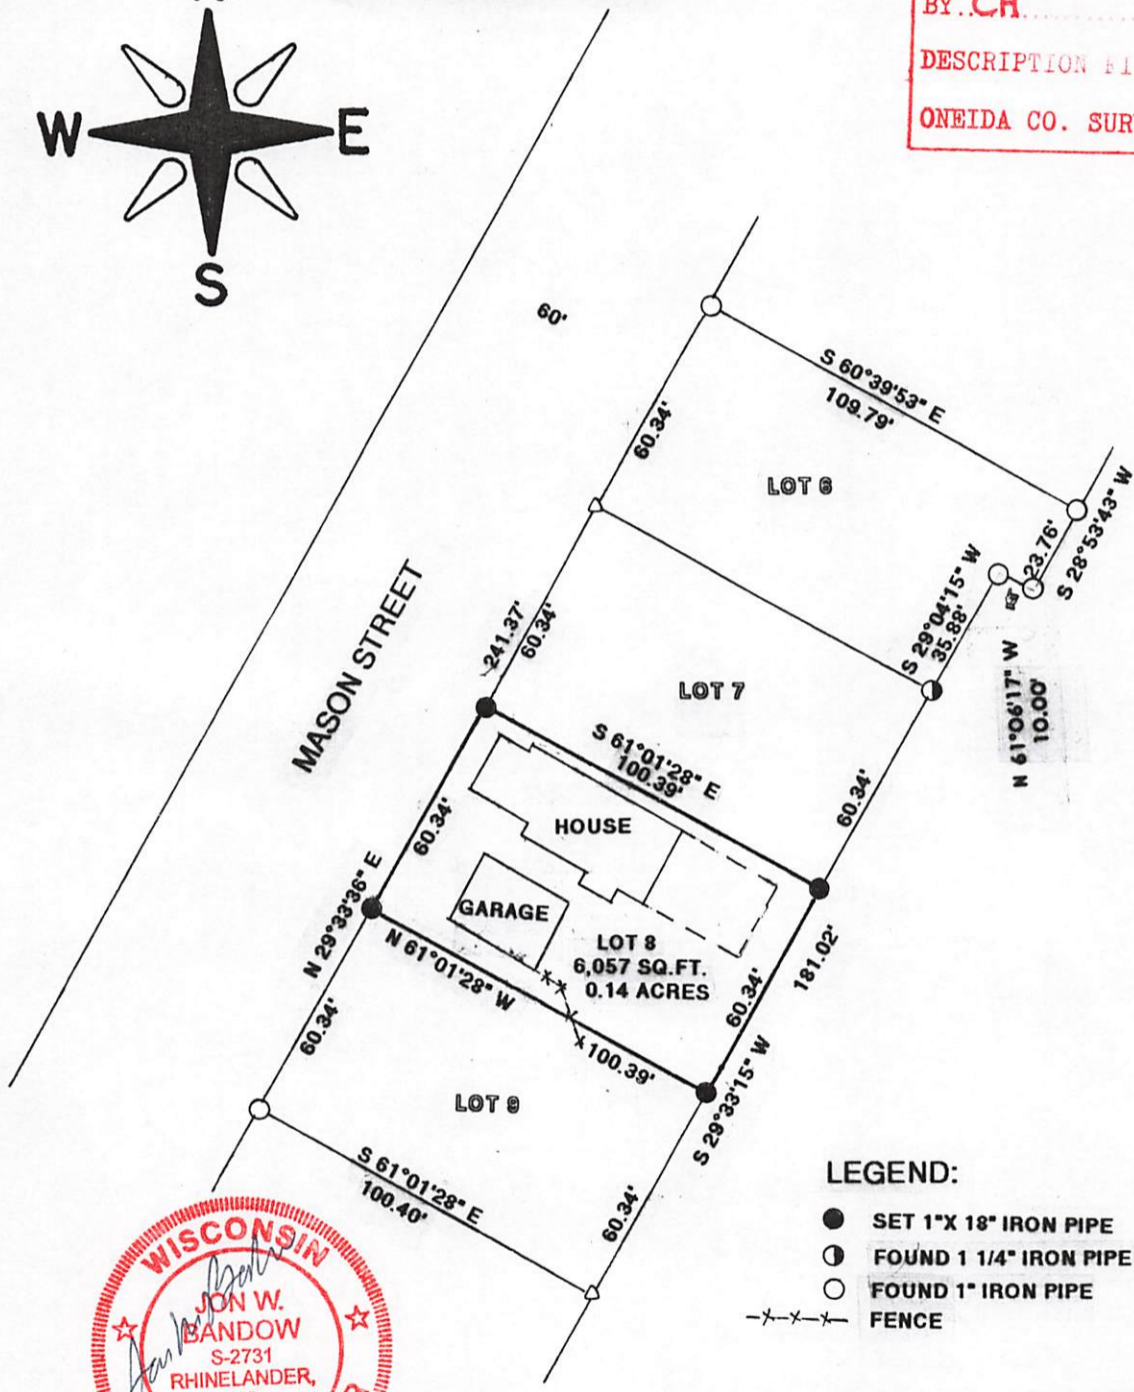 BY..CH
DESCRIPTION
ONEIDA CO.
W
E
S
60'
S 60°39'53" E
109.79'
60.34'
LOT 6
S 28°53'43" W
23.76'
S 29°04'15" W
35.88'
N 61°06'17" W
10.00'
MASON STREET
241.37'
60.34'
LOT 7
S 61°01'28" E
100.39'
60.34'
HOUSE
60.34'
GARAGE
N 29°33'36" E
LOT 8
6,057 SQ.FT.
0.14 ACRES
N 61°01'28" W
100.39'
60.34'
181.02'
S 29°33'15" W
60.34'
LOT 9
S 61°01'28" E
100.40'
60.34'
LEGEND:
SET 1"X 18" IRON PIPE
FOUND 1 1/4" IRON PIPE
FOUND 1" IRON PIPE
FENCE
WISCONSIN
JON W.
BANDOW
S-2731
RHINELANDER,